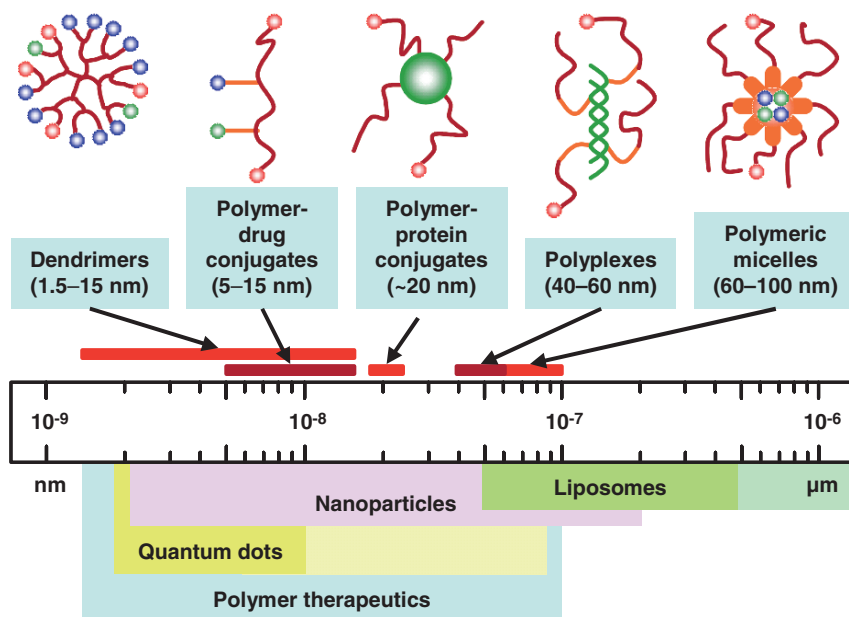 Dendrimers
(1.5–15 nm)
Polymer-
drug
conjugates
(5–15 nm)
Polymer-
protein
conjugates
(~20 nm)
Polyplexes
(40–60 nm)
Polymeric
micelles
(60–100 nm)
10-9
10-8
10-7
10-6
nm
Nanoparticles
Liposomes
μm
Quantum dots
Polymer therapeutics